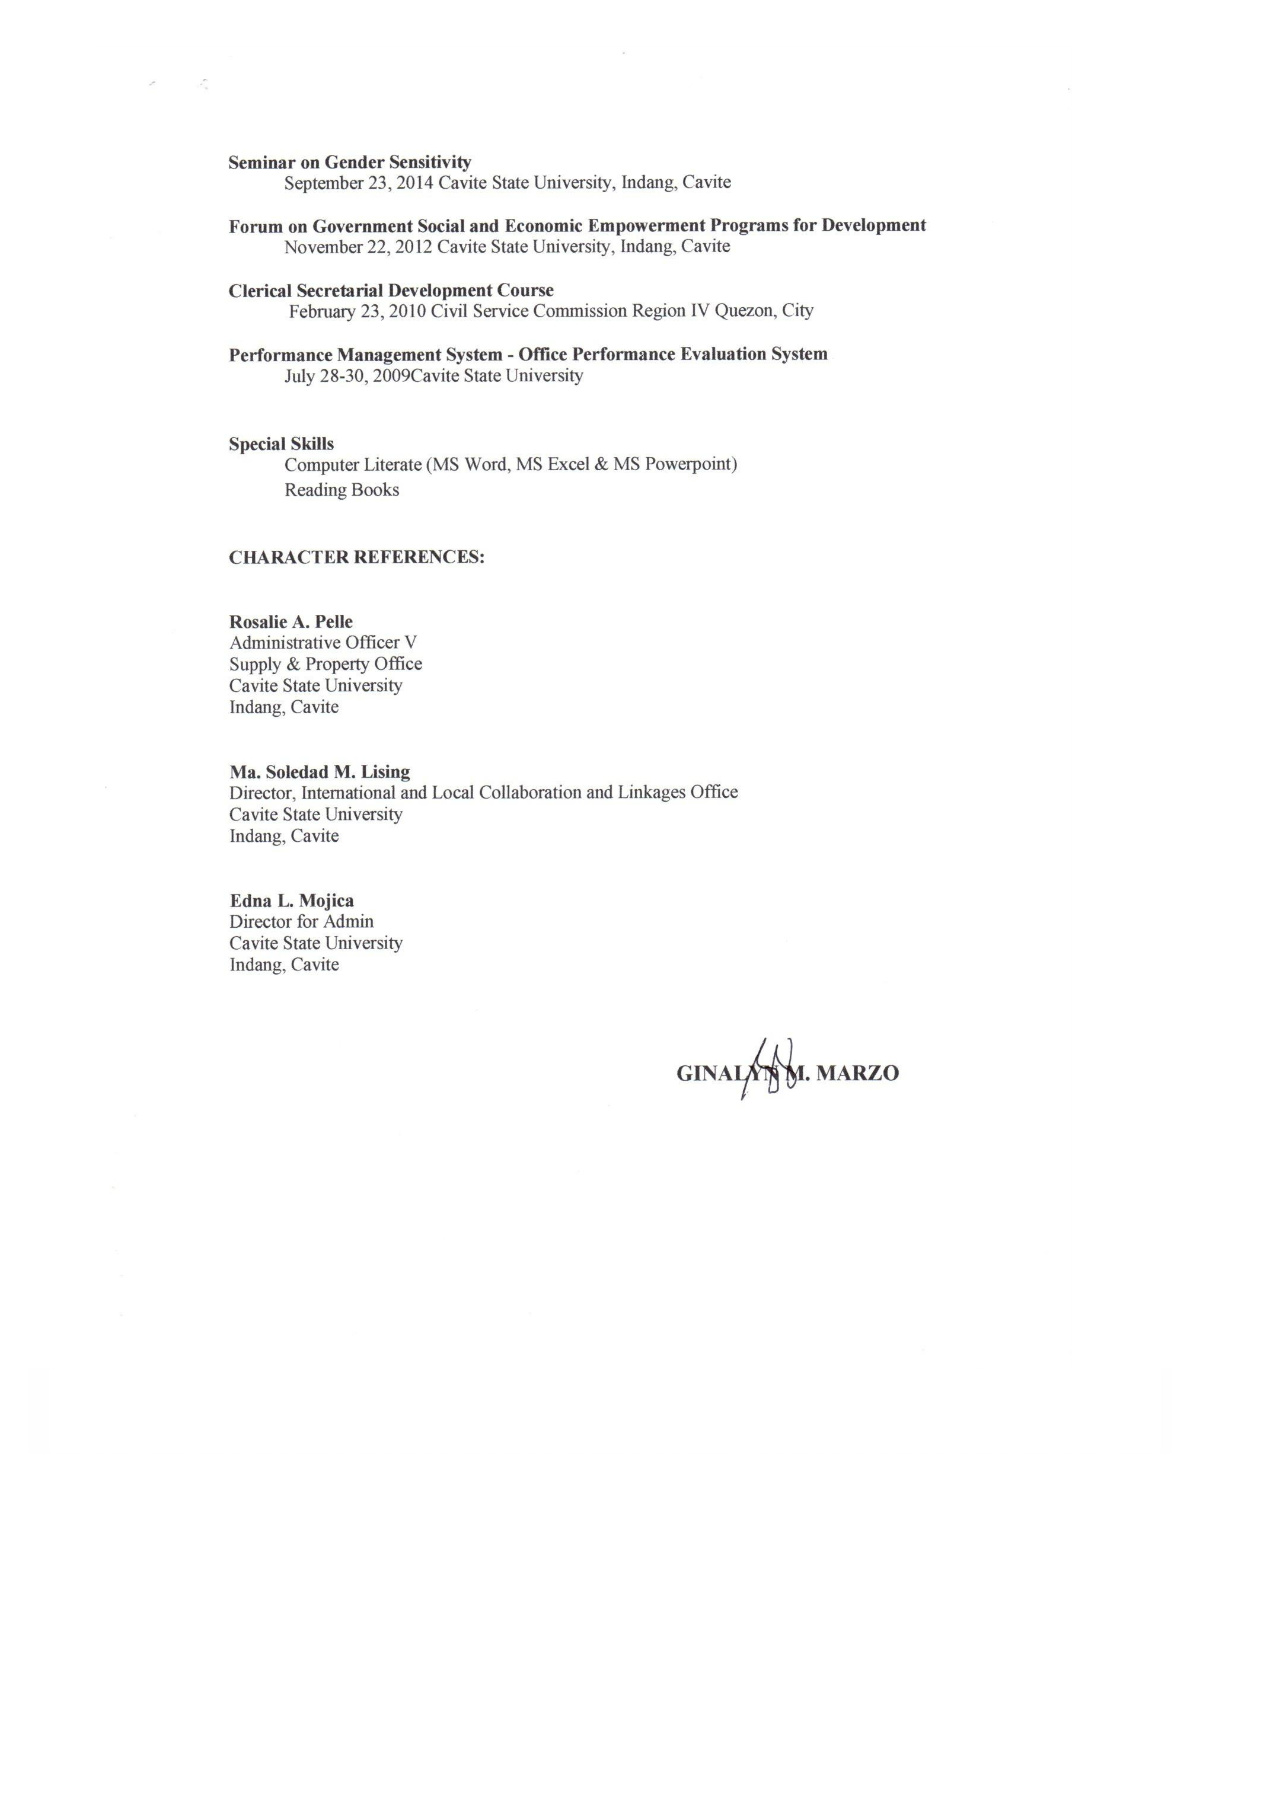 Seminar on Gender Sensitivity
September 23, 2014 Cavite State University, Indang, Cavite
Forum on Government Social and Economic Empowerment Programs for Development
November 22, 2012 Cavite State University, Indang, Cavite
Clerical Secretarial Development Course
February 23, 2010 Civil Service Commission Region IV Quezon, City
Performance Management System - Office Performance Evaluation System
July 28-30, 2009Cavite State University
Special Skills
Computer Literate (MS Word, MS Excel & MS Powerpoint)
Reading Books
CHARACTER REFERENCES:
Rosalie A. Pelle
Administrative Officer V
Supply & Property Office
Cavite State University
Indang, Cavite
Ma. Soledad M. Lising
Director, International and Local Collaboration and Linkages Office
Cavite State University
Indang, Cavite
Edna L. Mojica
Director for Admin
Cavite State University
Indang, Cavite
GINALYN M. MARZO